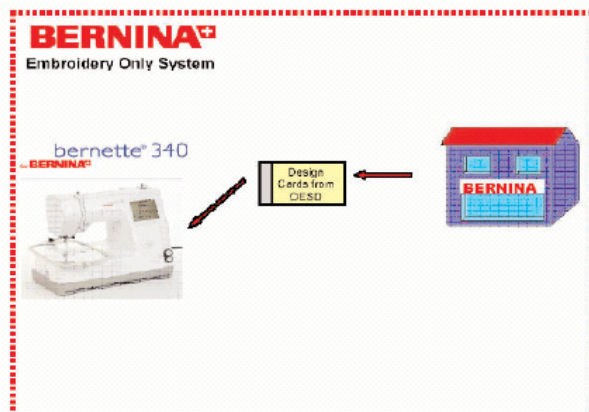 BERNINA+
Embroidery Only System
bernette® 340
BERNINA+
Design
Cards from
OESD
BERNINA